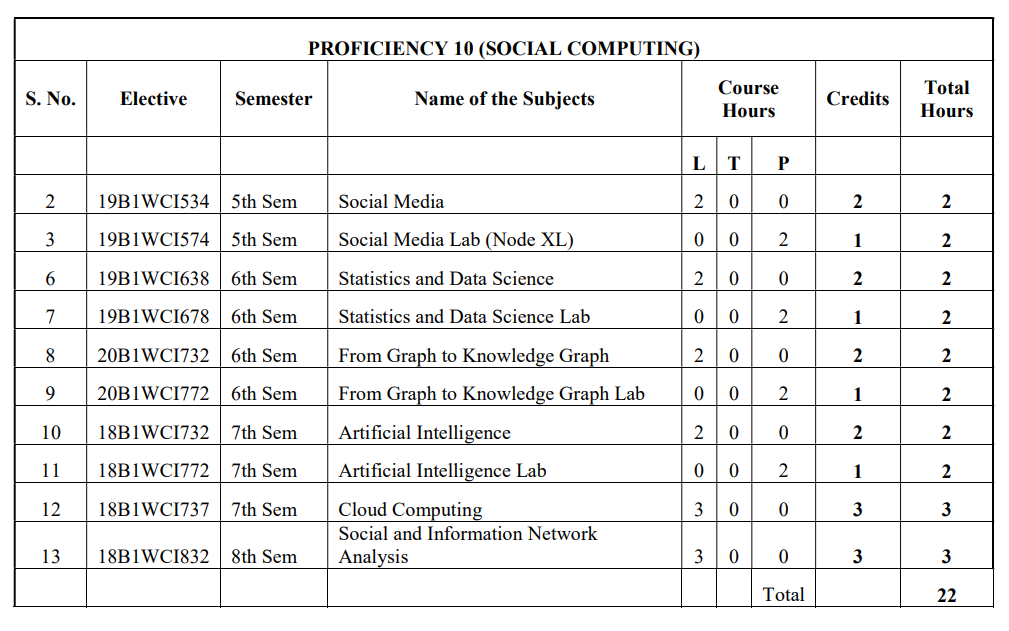 PROFICIENCY 10 (SOCIAL COMPUTING)
S. No. Elective Semester Name of the Subjects Course Hours Credits Total Hours
L T P
2 19B1WCI534 5th Sem Social Media 2 0 0 2 2
3 19B1WCI574 5th Sem Social Media Lab (Node XL) 0 0 2 1 2
6 19B1WCI638 6th Sem Statistics and Data Science 2 0 0 2 2
7 19B1WCI678 6th Sem Statistics and Data Science Lab 0 0 2 1 2
8 20B1WCI732 6th Sem From Graph to Knowledge Graph 2 0 0 2 2
9 20B1WCI772 6th Sem From Graph to Knowledge Graph Lab 0 0 2 1 2
10 18B1WCI732 7th Sem Artificial Intelligence 2 0 0 2 2
11 18B1WCI772 7th Sem Artificial Intelligence Lab 0 0 2 1 2
12 18B1WCI737 7th Sem Cloud Computing 3 0 0 3 3
13 18B1WCI832 8th Sem Social and Information Network Analysis 3 0 0 3 3
Total 22